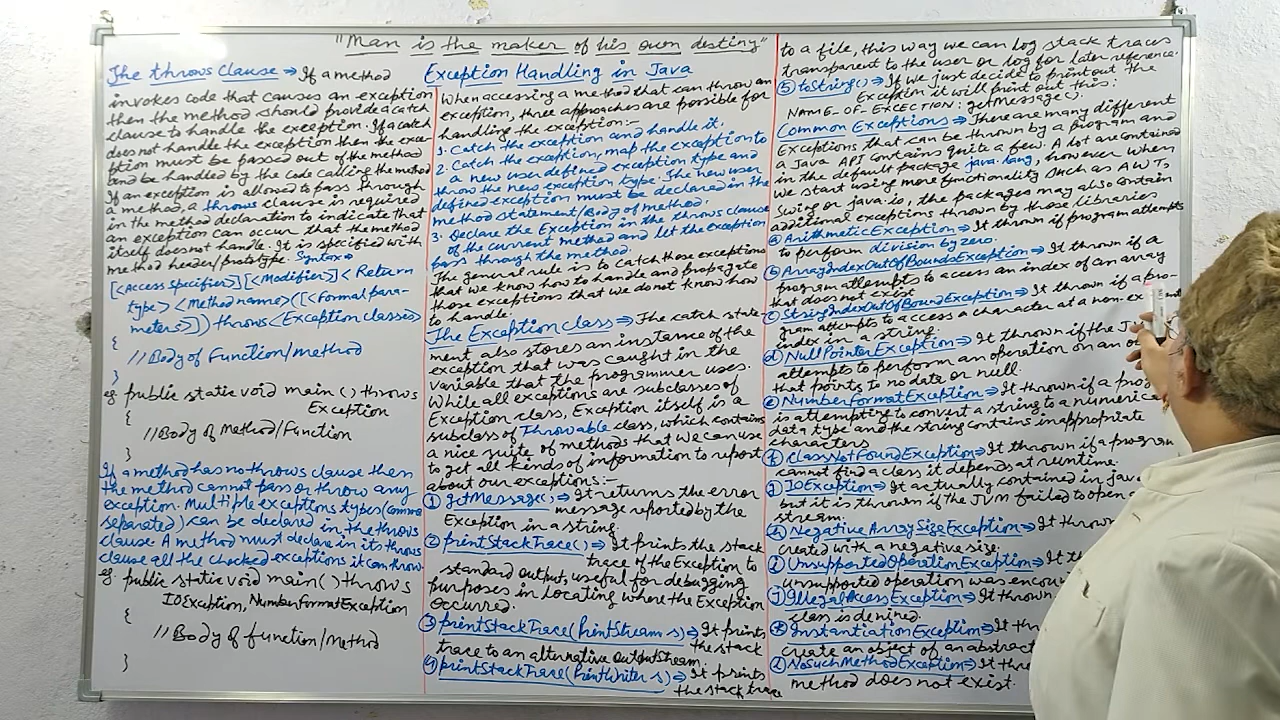 "Man is the maker of his own destiny"
Exception Handling in Java
The throws Clause ⇒ If a method
invokes code that causes an exception
then the method should provide a catch
clause to handle the exception. If a catch
does not handle the exception then the exce
ption must be passed out of the method
and be handled by the code calling the method
If an exception is allowed to pass through
a method, a throws clause is required
in the method declaration to indicate that
an exception can occur that the method
itself does not handle. It is specified with
method header/prototype. Syntax ⇒
[<Access specifier>][<Modifier>]<Return
type> <Method name>([<Formal para-
meters>]) throws <Exception classes>
{
//Body of Function/method
}
eg public static void main () throws
Exception
{
//Body of Method/Function
}
If a method has no throws clause then
the method cannot pass or throw any
exception. Multiple exceptions types (comma
separated) can be declared in the throws
clause. A method must declare in its throws
clause all the checked exceptions it can throw.
eg public static void main() throws
IOException, NumberFormatException
{
//Body of function/Method
}
When accessing a method that can throw an
exception, three approaches are possible for
handling the exception:-
1. Catch the exception and handle it.
2. Catch the exception, map the exception to
a new user defined exception type and
throw the new exception type. The new user
defined exception must be declared in the
method statement/Body of Method.
3. Declare the Exception in the throws clause
of the current method and let the exception
pass through the method.
The general rule is to catch those exceptions
that we know how to handle and propagate
those exceptions that we do not know how
to handle.
The Exception class ⇒ The catch state-
ment also stores an instance of the
exception that was caught in the
variable that the programmer uses.
While all exceptions are subclasses of
Exception class, Exception itself is a
subclass of Throwable class, which contains
a nice suite of methods that we can use
to get all kinds of information to report
about our exceptions:-
① getMessage() ⇒ It returns the error
message reported by the
Exception in a string.
② printStackTrace() ⇒ It prints the stack
trace of the Exception to
standard output, useful for debugging
purposes in locating where the Exception
occurred.
③ printStackTrace(PrintStream s) ⇒ It prints
the stack
trace to an alternative output stream.
④ printStackTrace(PrintWriter s) ⇒ It prints
the stack trace
to a file, this way we can log stack traces
transparent to the user or log for later reference.
⑤ toString() ⇒ If we just decide to print out the
Exception it will print out this:
NAME_OF_EXECTION: getMessage().
Common Exceptions ⇒ There are many different
Exceptions that can be thrown by a program and
a Java API contains quite a few. A lot are contained
in the default package java.lang, however when
we start using more functionality such as AWT,
Swing or java.io, the packages may also contain
additional exceptions thrown by those libraries
ⓐ ArithmeticException ⇒ It thrown if program attempts
to perform division by zero.
ⓑ ArrayIndexOutOfBoundsException ⇒ It thrown if a
program attempts to access an index of an array
that does not exist.
ⓒ StringIndexOutOfBoundException ⇒ It thrown if a pro-
gram attempts to access a character at a non-
index in a string.
ⓓ NullPointerException ⇒ It thrown if the
attempts to perform an operation on an
that points to no data or null.
ⓔ NumberFormatException ⇒ It thrown if a
is attempting to convert a string to a
data type and the string contains inappropriate
characters
ⓕ ClassNotFoundException ⇒ It thrown if a program
cannot find a class it depends at runtime.
ⓖ IOException ⇒ It actually contained in java
but it is thrown if the JVM failed to open
stream
ⓗ NegativeArraySizeException ⇒ It thrown
created with a negative size.
ⓘ UnsupportedOperationException ⇒ It
unsupported operation was
ⓙ IllegalAccessException ⇒ It thrown
class is denied.
ⓚ InstantiationException ⇒ It
create an object of an abstract
ⓛ NoSuchMethodException ⇒ It
method does not exist.